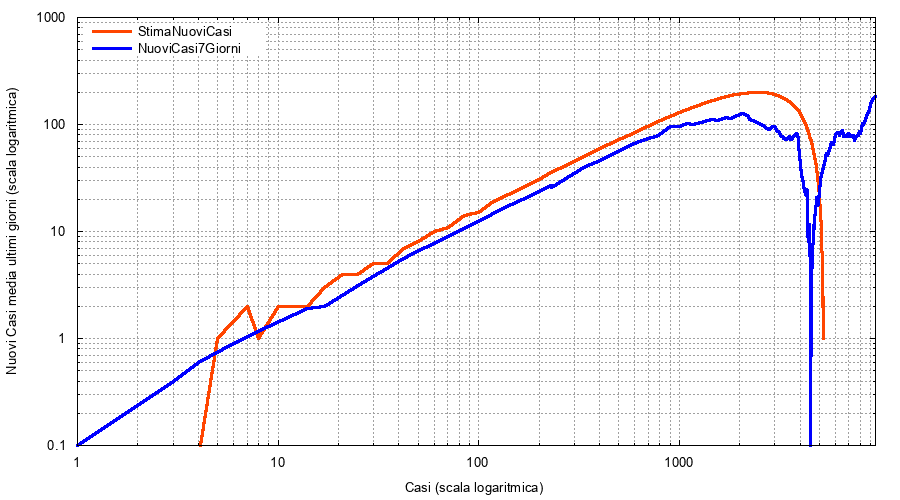 1000
StimaNuoviCasi
NuoviCasi7Giorni
100
10
1
0.1
Nuovi Casi media ultimi giorni (scala logaritmica)
1
10
100
1000
Casi (scala logaritmica)